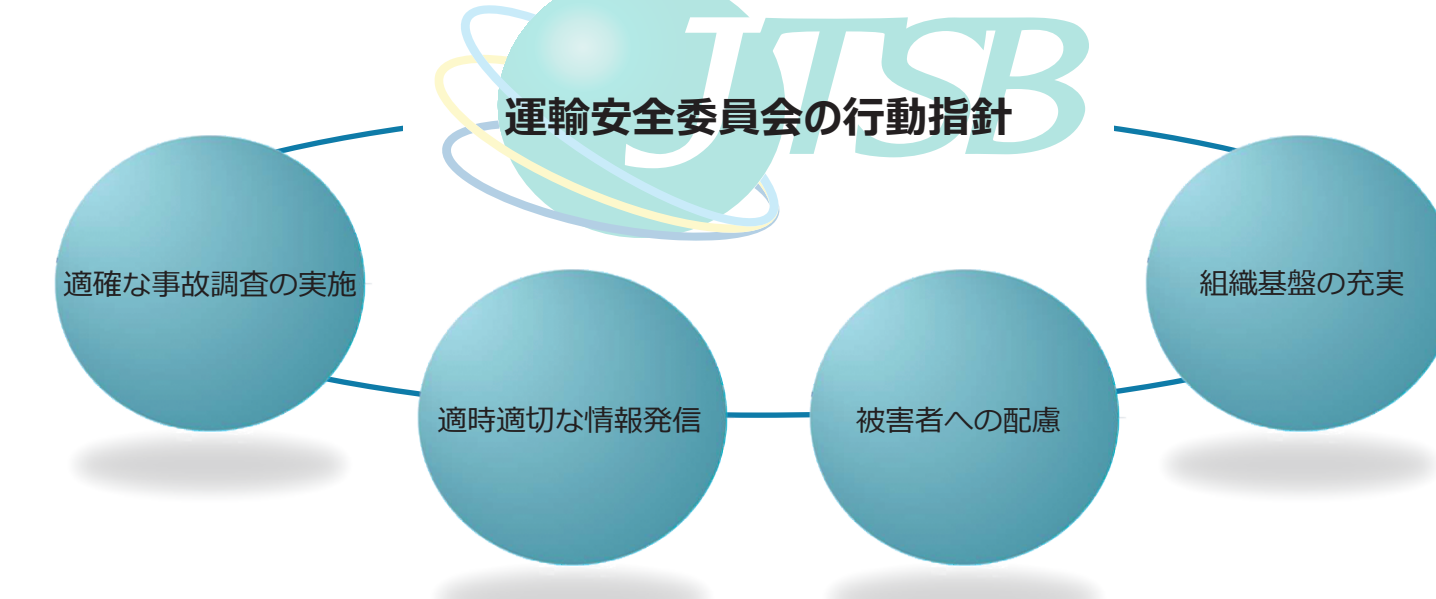 JTSB
運輸安全委員会の行動指針
適確な事故調査の実施
適時適切な情報発信
被害者への配慮
組織基盤の充実